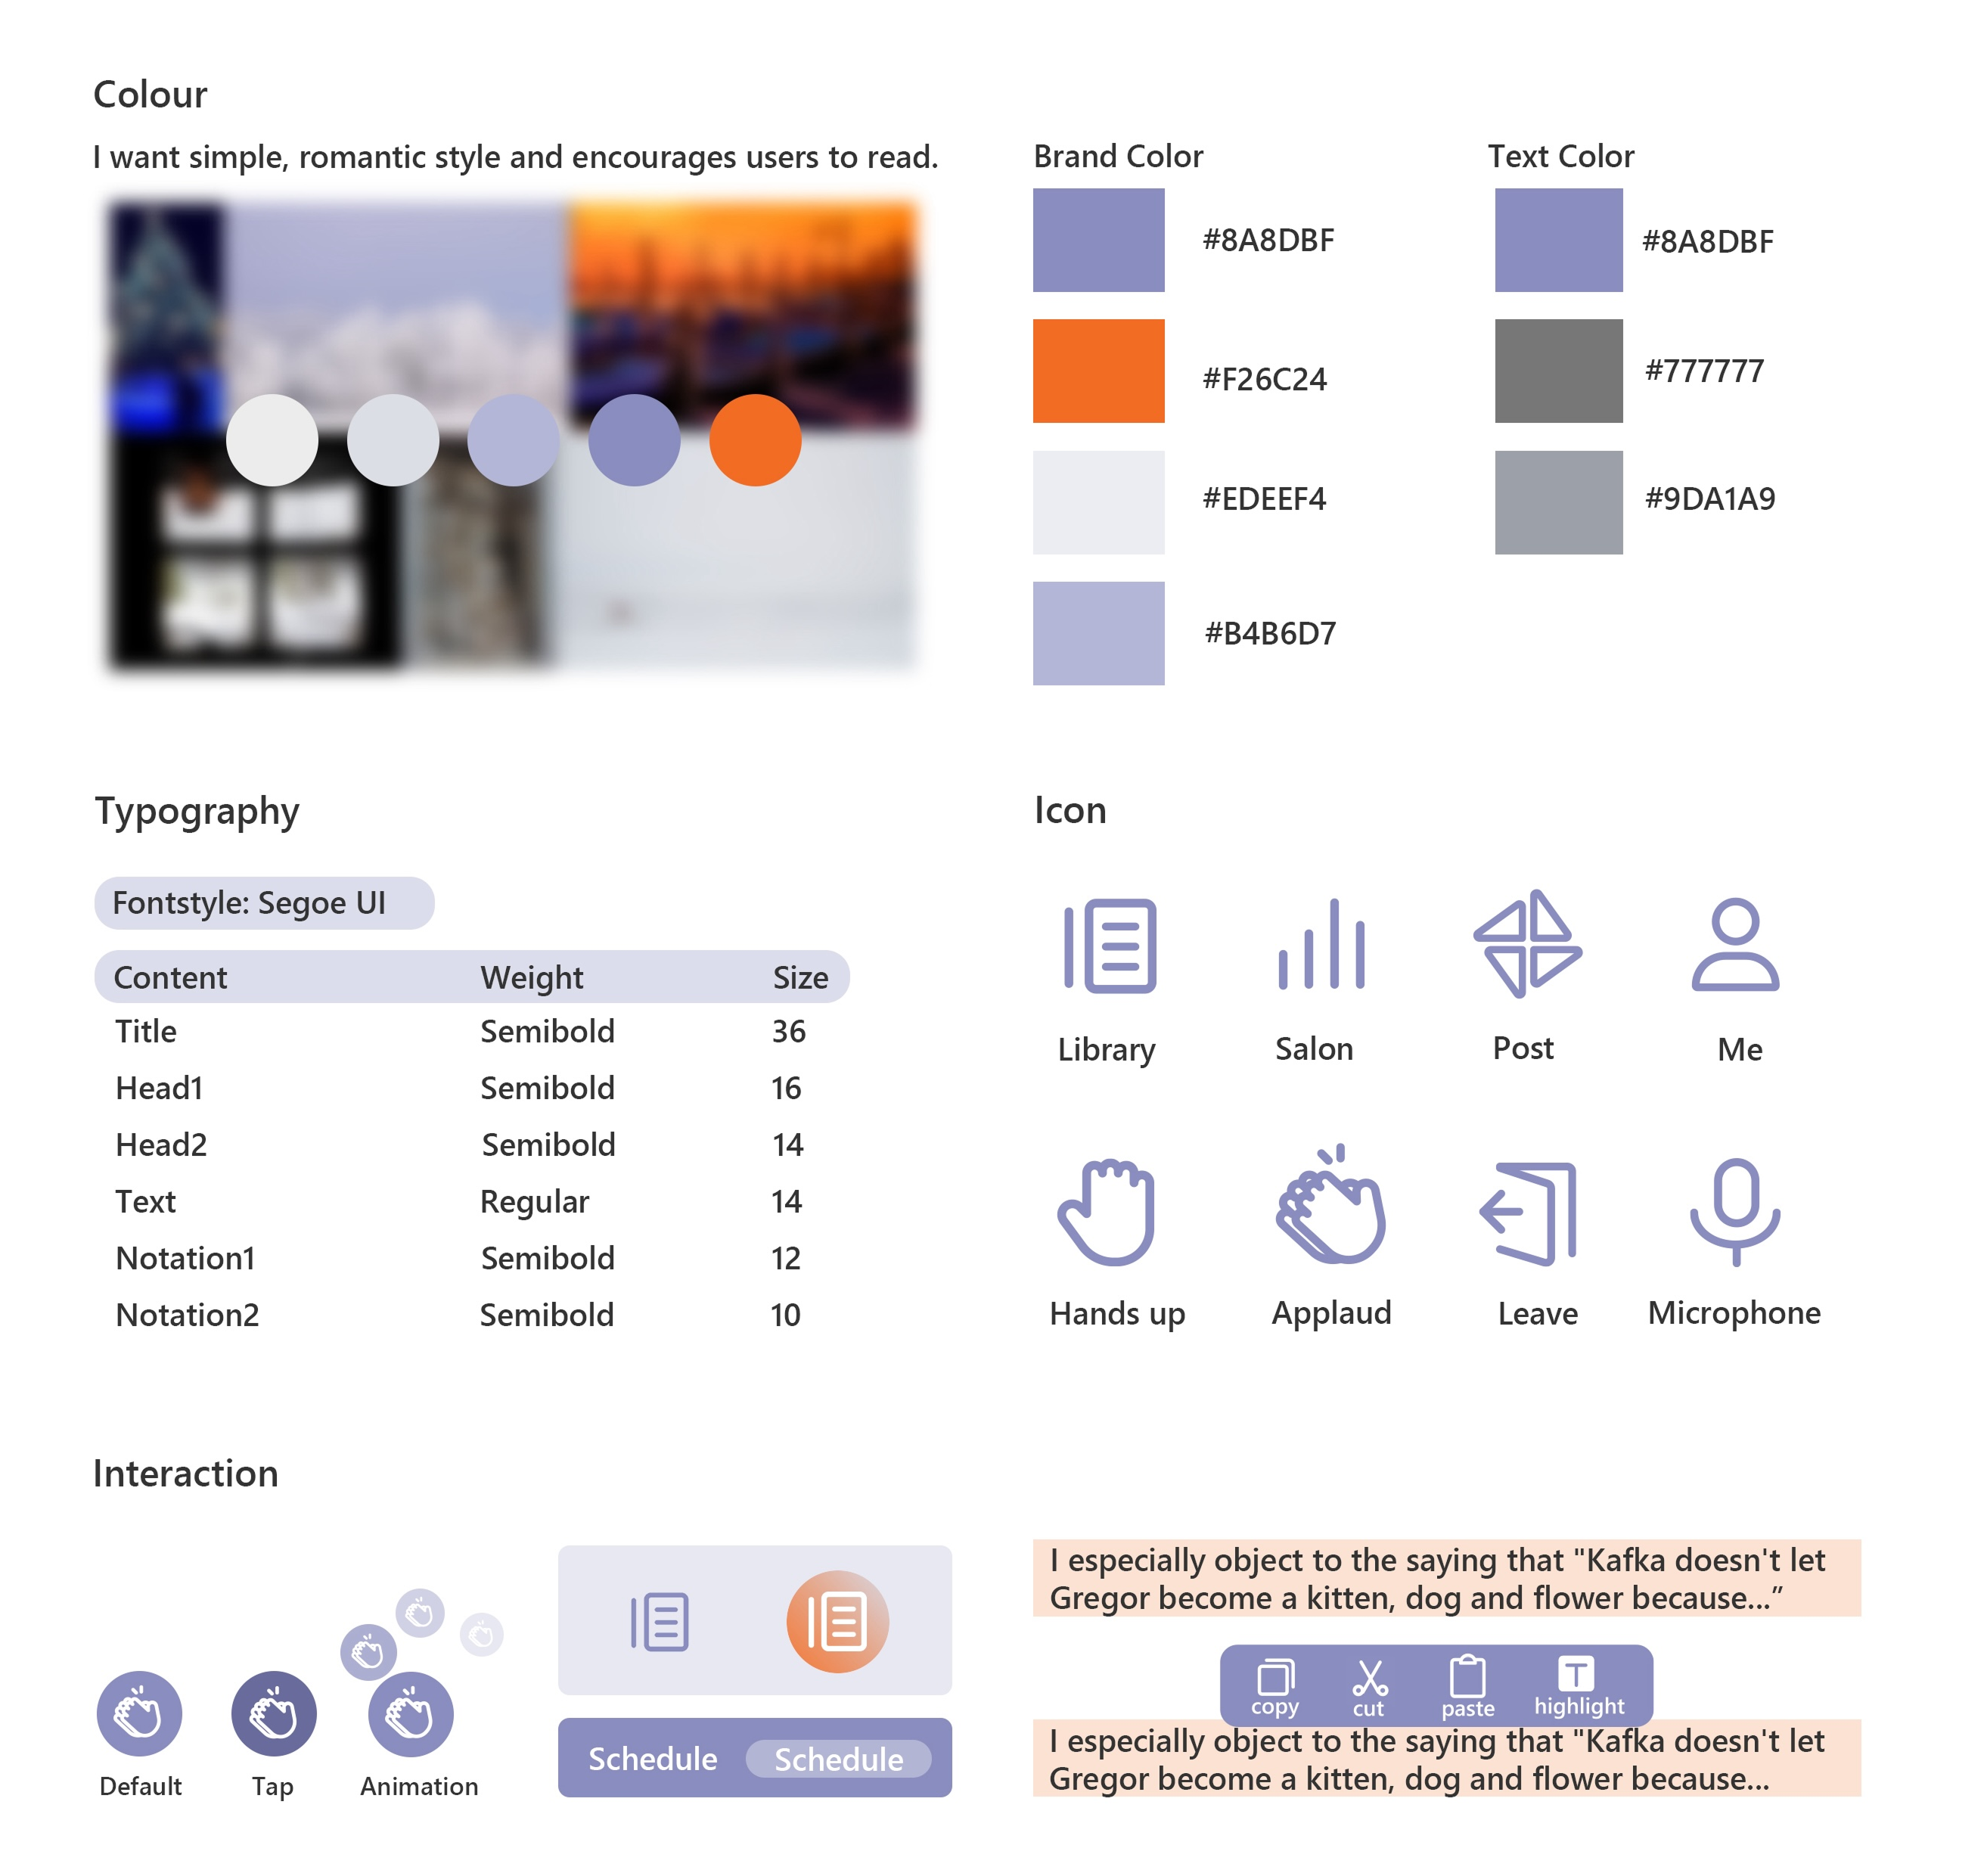 Colour
I want simple, romantic style and encourages users to read.
Brand Color
#8A8DBF
#F26C24
#EDEEF4
#B4B6D7
Text Color
#8A8DBF
#777777
#9DA1A9
Typography
Fontstyle: Segoe UI
Content Weight Size
Title Semibold 36
Head1 Semibold 16
Head2 Semibold 14
Text Regular 14
Notation1 Semibold 12
Notation2 Semibold 10
Icon
Library Salon Post Me
Hands up Applaud Leave Microphone
Interaction
Default Tap Animation
Schedule Schedule
I especially object to the saying that "Kafka doesn't let
Gregor become a kitten, dog and flower because...”
copy cut paste highlight
T
I especially object to the saying that "Kafka doesn't let
Gregor become a kitten, dog and flower because...